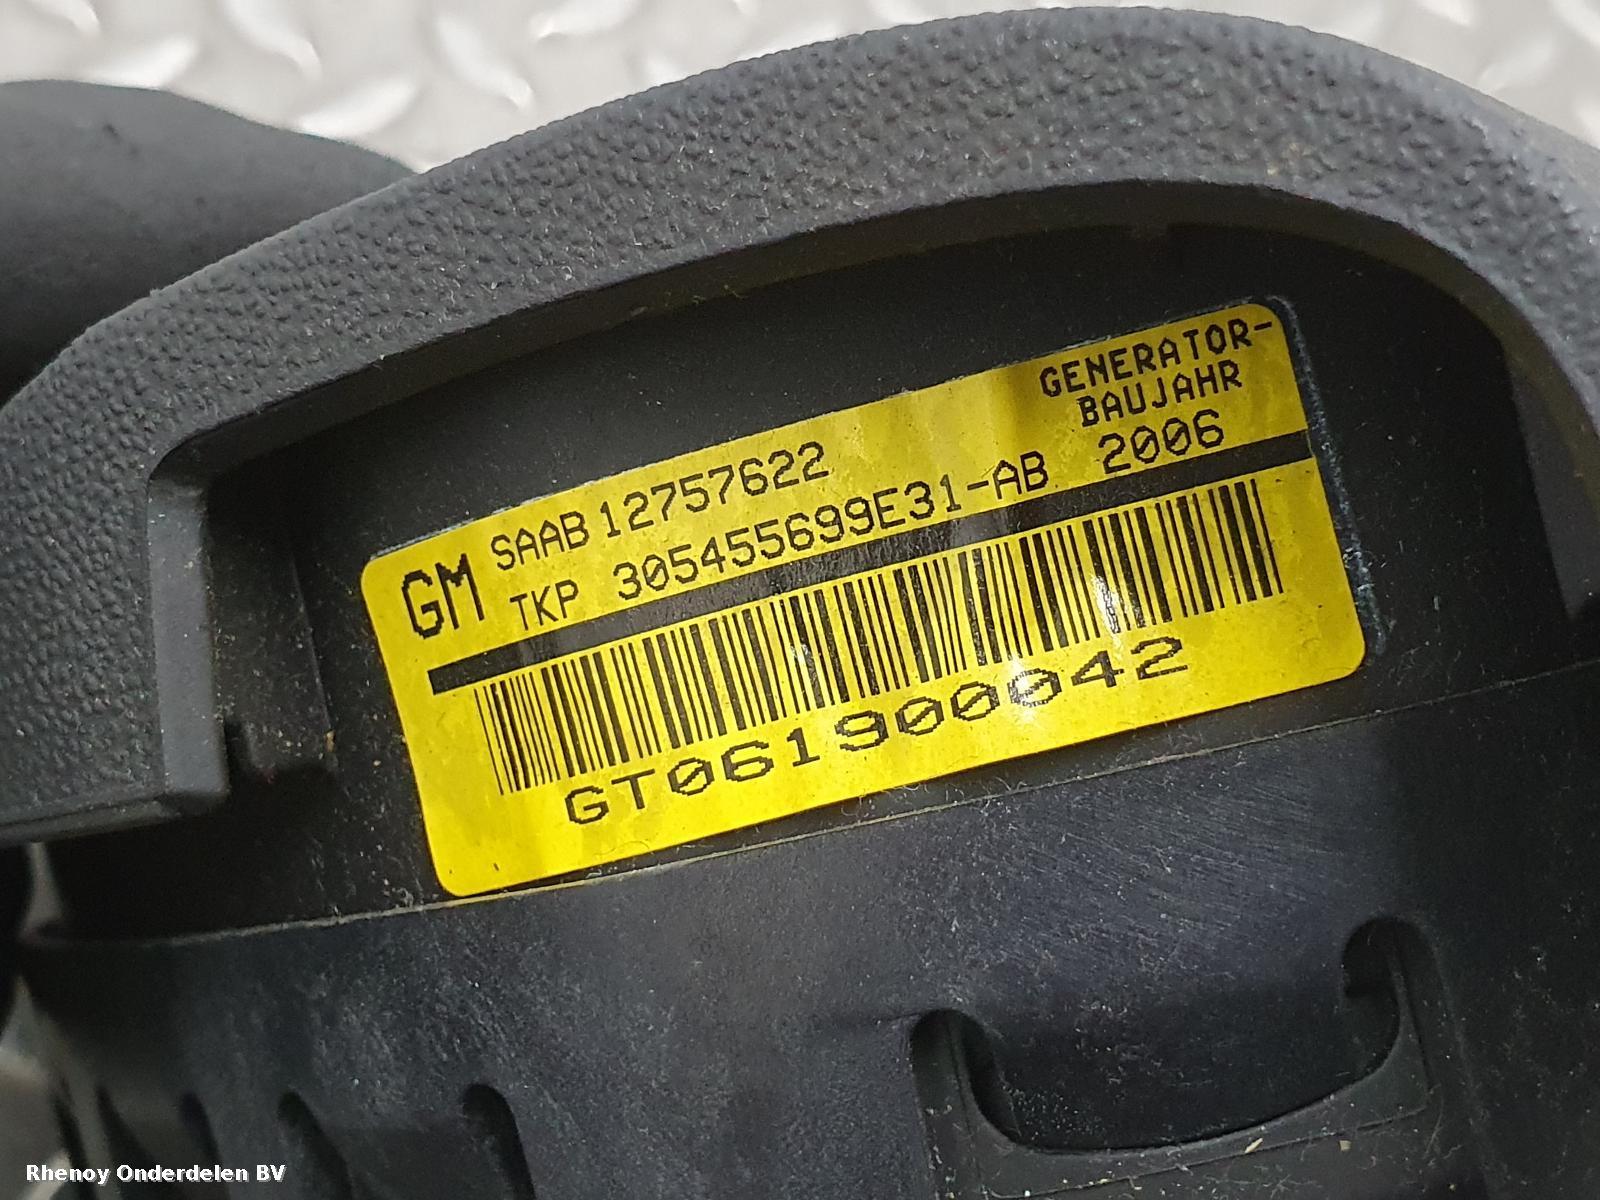 GENERATOR-
BAUJAHR
2006
GM
SAAB 12757622
TKP 305455699E31-AB
GT061900042
Rhenoy Onderdelen BV